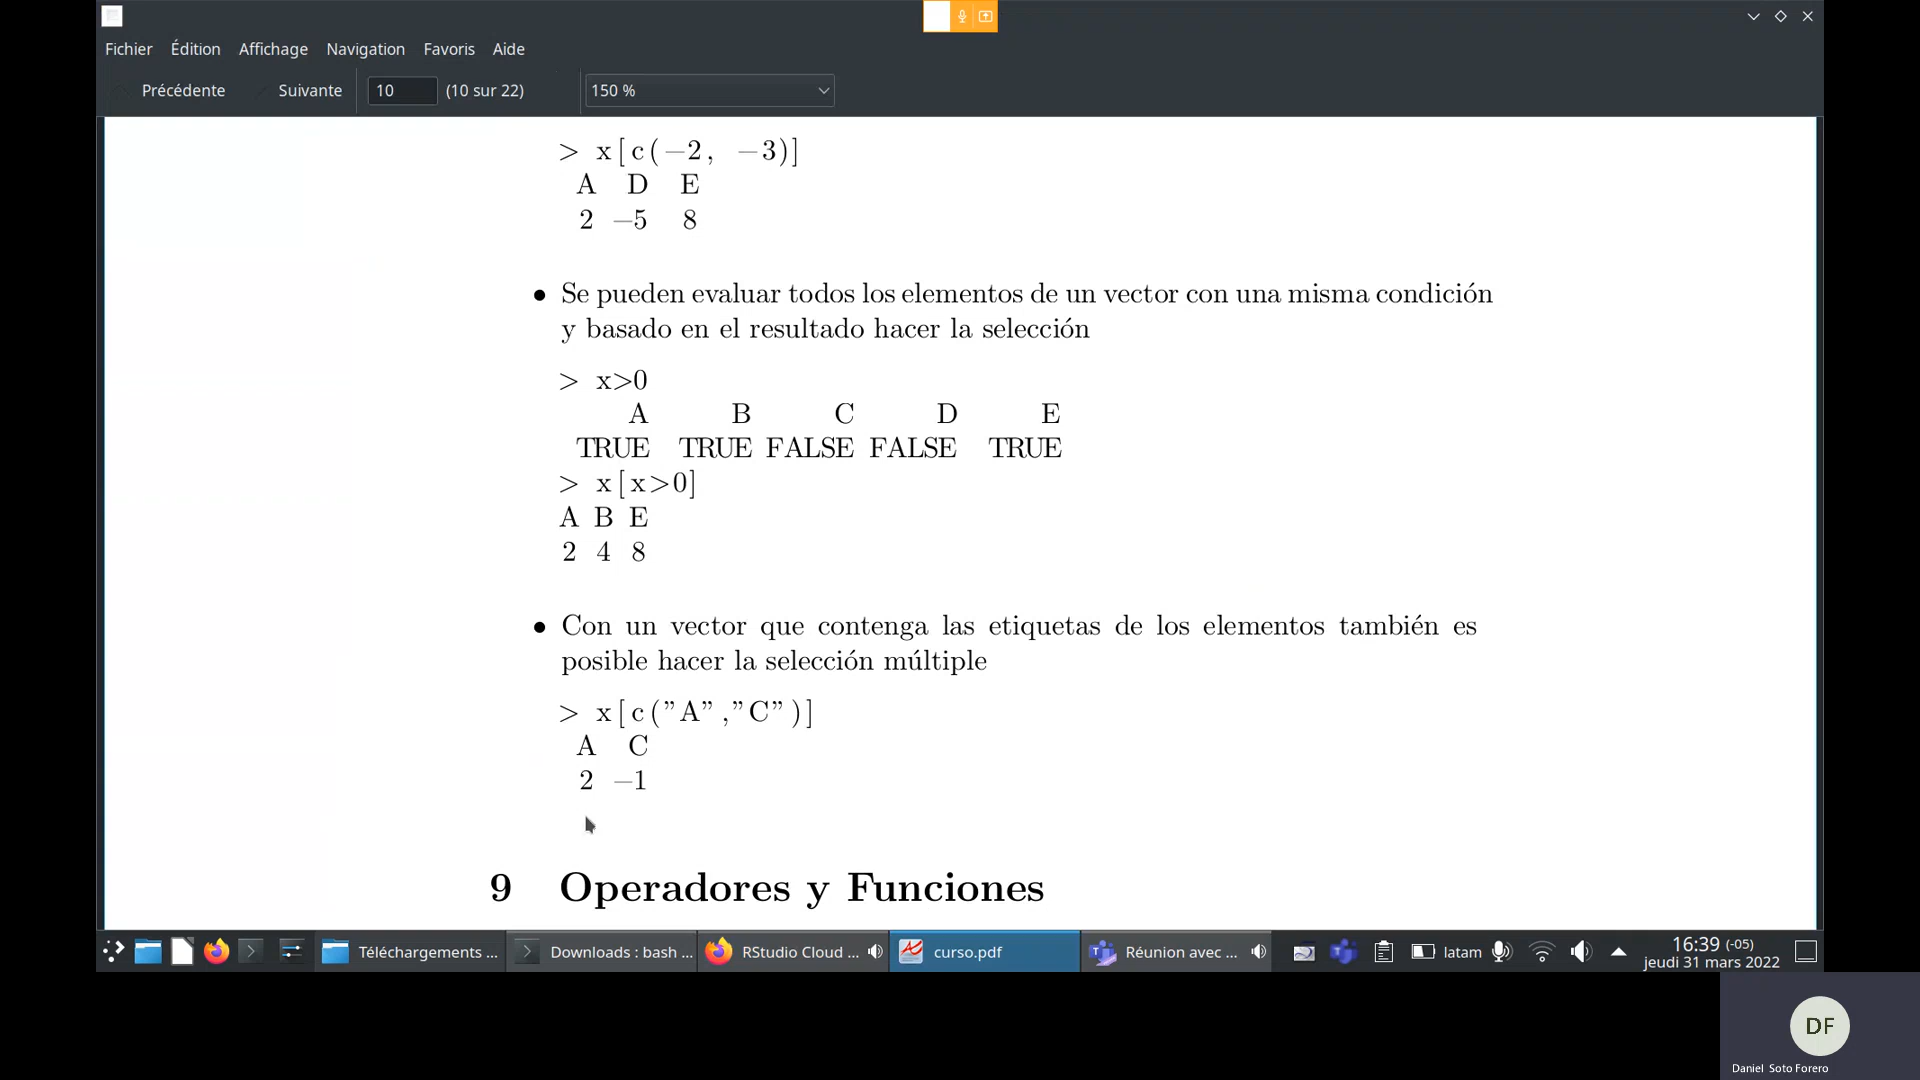 Fichier Édition Affichage Navigation Favoris Aide
Précédente Suivante 10 (10 sur 22) 150 %
> x[c(−2, −3)]
A D E
2 −5 8
• Se pueden evaluar todos los elementos de un vector con una misma condición
y basado en el resultado hacer la selección
> x>0
A B C D E
TRUE TRUE FALSE FALSE TRUE
> x[x>0]
A B E
2 4 8
• Con un vector que contenga las etiquetas de los elementos también es
posible hacer la selección múltiple
> x[c("A","C")]
A C
2 −1
9 Operadores y Funciones
Téléchargements ... Downloads : bash ... RStudio Cloud ... curso.pdf Réunion avec ... latam 16:39 (-05)
jeudi 31 mars 2022
DF
Daniel Soto Forero